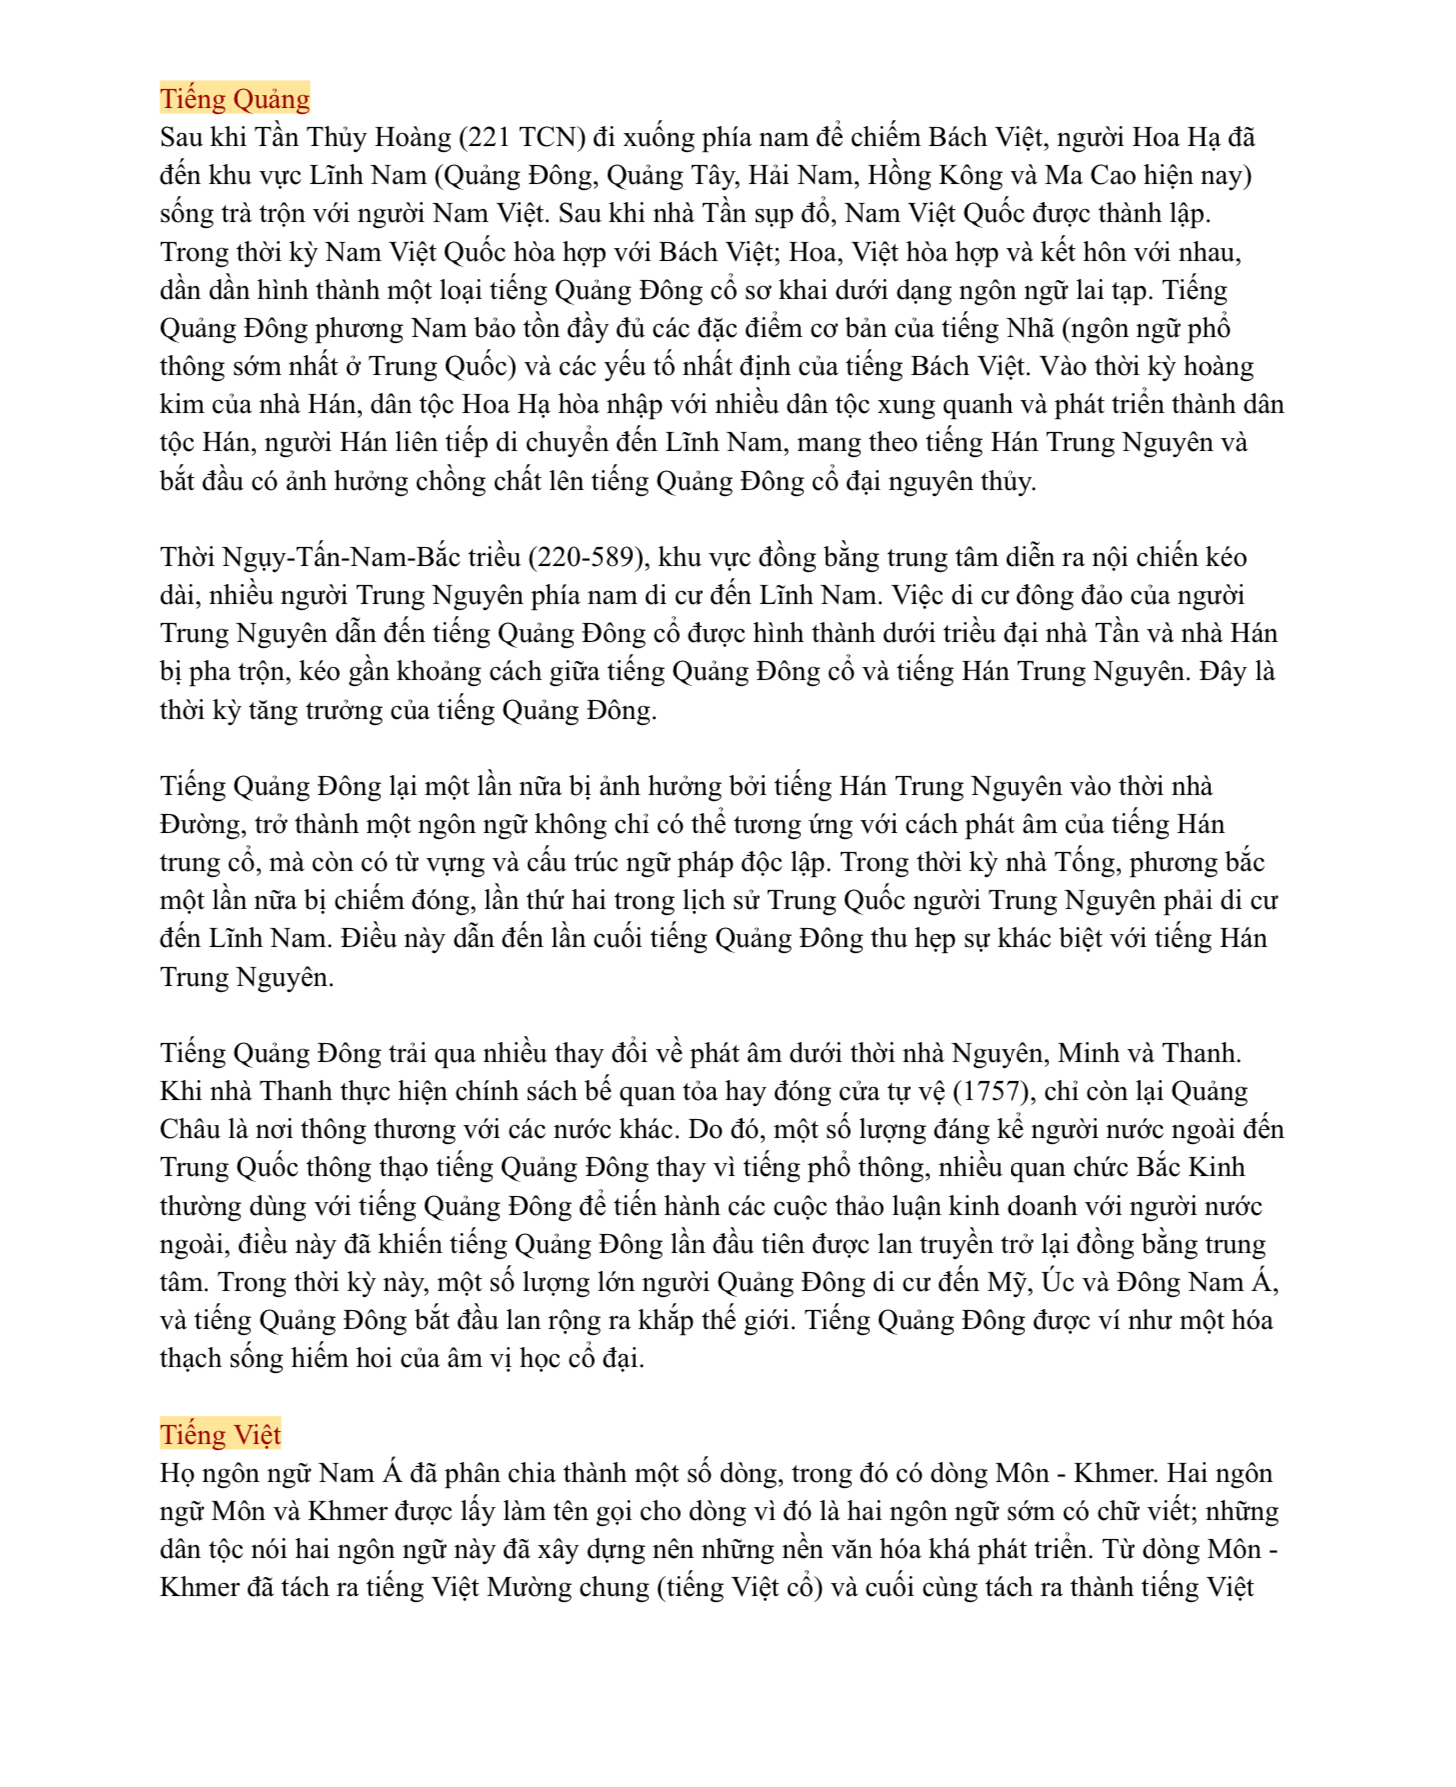 Tiếng Quảng
Sau khi Tần Thủy Hoàng (221 TCN) đi xuống phía nam để chiếm Bách Việt, người Hoa Hạ đã
đến khu vực Lĩnh Nam (Quảng Đông, Quảng Tây, Hải Nam, Hồng Kông và Ma Cao hiện nay)
sống trà trộn với người Nam Việt. Sau khi nhà Tần sụp đổ, Nam Việt Quốc được thành lập.
Trong thời kỳ Nam Việt Quốc hòa hợp với Bách Việt; Hoa, Việt hòa hợp và kết hôn với nhau,
dần dần hình thành một loại tiếng Quảng Đông cổ sơ khai dưới dạng ngôn ngữ lai tạp. Tiếng
Quảng Đông phương Nam bảo tồn đầy đủ các đặc điểm cơ bản của tiếng Nhã (ngôn ngữ phổ
thông sớm nhất ở Trung Quốc) và các yếu tố nhất định của tiếng Bách Việt. Vào thời kỳ hoàng
kim của nhà Hán, dân tộc Hoa Hạ hòa nhập với nhiều dân tộc xung quanh và phát triển thành dân
tộc Hán, người Hán liên tiếp di chuyển đến Lĩnh Nam, mang theo tiếng Hán Trung Nguyên và
bắt đầu có ảnh hưởng chồng chất lên tiếng Quảng Đông cổ đại nguyên thủy.
Thời Ngụy-Tấn-Nam-Bắc triều (220-589), khu vực đồng bằng trung tâm diễn ra nội chiến kéo
dài, nhiều người Trung Nguyên phía nam di cư đến Lĩnh Nam. Việc di cư đông đảo của người
Trung Nguyên dẫn đến tiếng Quảng Đông cổ được hình thành dưới triều đại nhà Tần và nhà Hán
bị pha trộn, kéo gần khoảng cách giữa tiếng Quảng Đông cổ và tiếng Hán Trung Nguyên. Đây là
thời kỳ tăng trưởng của tiếng Quảng Đông.
Tiếng Quảng Đông lại một lần nữa bị ảnh hưởng bởi tiếng Hán Trung Nguyên vào thời nhà
Đường, trở thành một ngôn ngữ không chỉ có thể tương ứng với cách phát âm của tiếng Hán
trung cổ, mà còn có từ vựng và cấu trúc ngữ pháp độc lập. Trong thời kỳ nhà Tống, phương bắc
một lần nữa bị chiếm đóng, lần thứ hai trong lịch sử Trung Quốc người Trung Nguyên phải di cư
đến Lĩnh Nam. Điều này dẫn đến lần cuối tiếng Quảng Đông thu hẹp sự khác biệt với tiếng Hán
Trung Nguyên.
Tiếng Quảng Đông trải qua nhiều thay đổi về phát âm dưới thời nhà Nguyên, Minh và Thanh.
Khi nhà Thanh thực hiện chính sách bế quan tỏa hay đóng cửa tự vệ (1757), chỉ còn lại Quảng
Châu là nơi thông thương với các nước khác. Do đó, một số lượng đáng kể người nước ngoài đến
Trung Quốc thông thạo tiếng Quảng Đông thay vì tiếng phổ thông, nhiều quan chức Bắc Kinh
thường dùng với tiếng Quảng Đông để tiến hành các cuộc thảo luận kinh doanh với người nước
ngoài, điều này đã khiến tiếng Quảng Đông lần đầu tiên được lan truyền trở lại đồng bằng trung
tâm. Trong thời kỳ này, một số lượng lớn người Quảng Đông di cư đến Mỹ, Úc và Đông Nam Á,
và tiếng Quảng Đông bắt đầu lan rộng ra khắp thế giới. Tiếng Quảng Đông được ví như một hóa
thạch sống hiếm hoi của âm vị học cổ đại.
Tiếng Việt
Họ ngôn ngữ Nam Á đã phân chia thành một số dòng, trong đó có dòng Môn - Khmer. Hai ngôn
ngữ Môn và Khmer được lấy làm tên gọi cho dòng vì đó là hai ngôn ngữ sớm có chữ viết; những
dân tộc nói hai ngôn ngữ này đã xây dựng nên những nền văn hóa khá phát triển. Từ dòng Môn -
Khmer đã tách ra tiếng Việt Mường chung (tiếng Việt cổ) và cuối cùng tách ra thành tiếng Việt